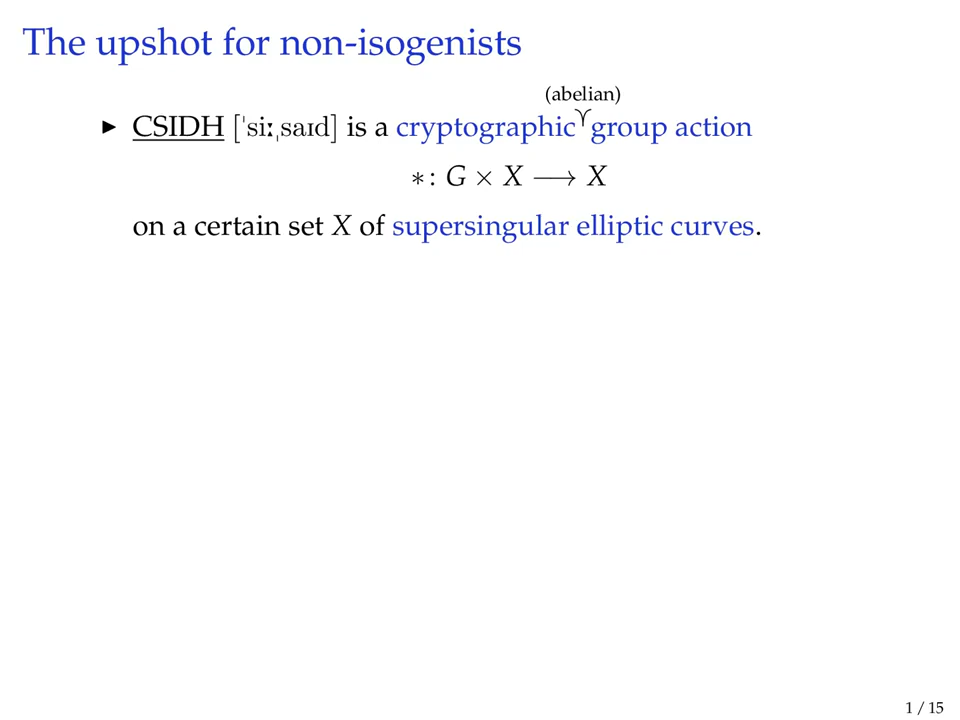 The upshot for non-isogenists
(abelian)
▶ CSIDH [ˈsiːˌsaɪd] is a cryptographic group action
∗: G × X ⟶ X
on a certain set X of supersingular elliptic curves.
1 / 15